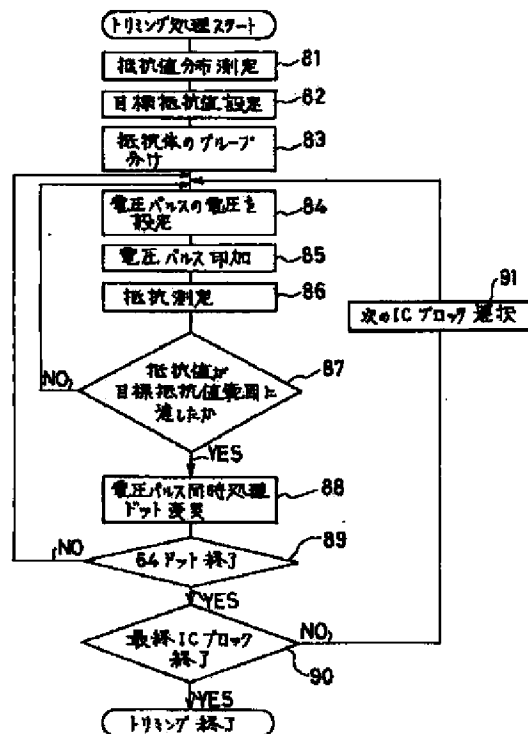 トリミング処理スタート
抵抗値分布測定
81
目標抵抗値設定
82
抵抗体のグループ
分け
83
電圧パルスの電圧を
設定
84
電圧パルス印加
85
抵抗測定
86
91
次のICブロック選択
抵抗値が
目標抵抗値範囲に
達したか
87
NO
YES
電圧パルス同時処理
ドット変更
88
64ドット終了
89
NO
YES
最終ICブロック
終了
90
NO
YES
トリミング終了